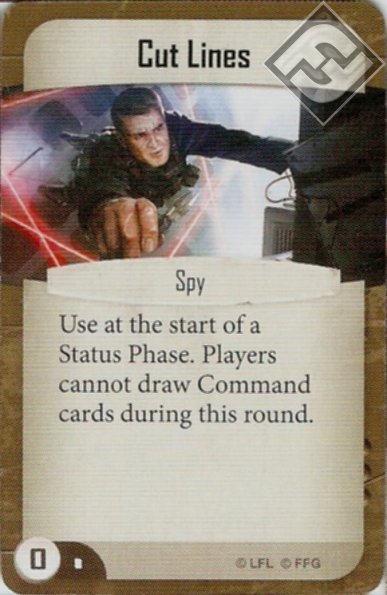 Cut Lines
Spy
Use at the start of a
Status Phase. Players
cannot draw Command
cards during this round.
0
© LFL © FFG